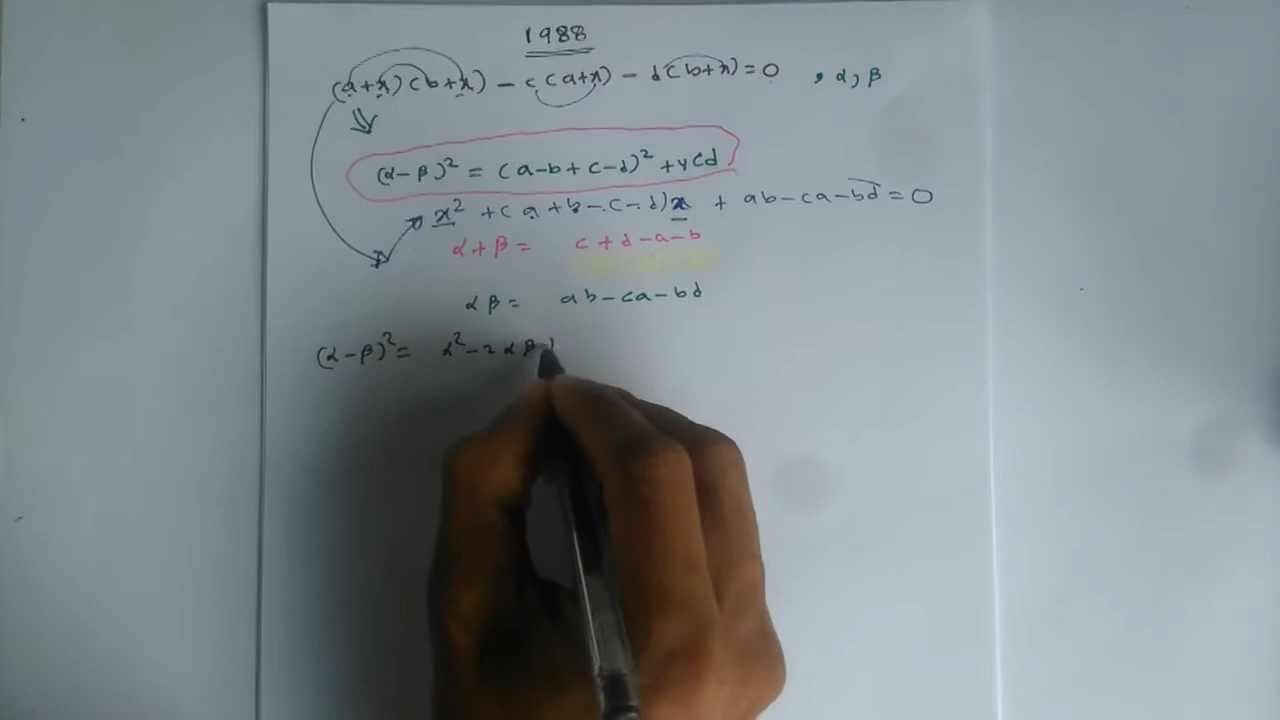 1988
(a+x)(b+x) - c(a+x) - d(b+x) = 0 , α, β
(α-β)² = (a-b+c-d)² + 4cd
x² + (a+b-c-d)x + ab-ca-bd = 0
α+β = c+d-a-b
αβ = ab-ca-bd
(α-β)² = α²-2αβ